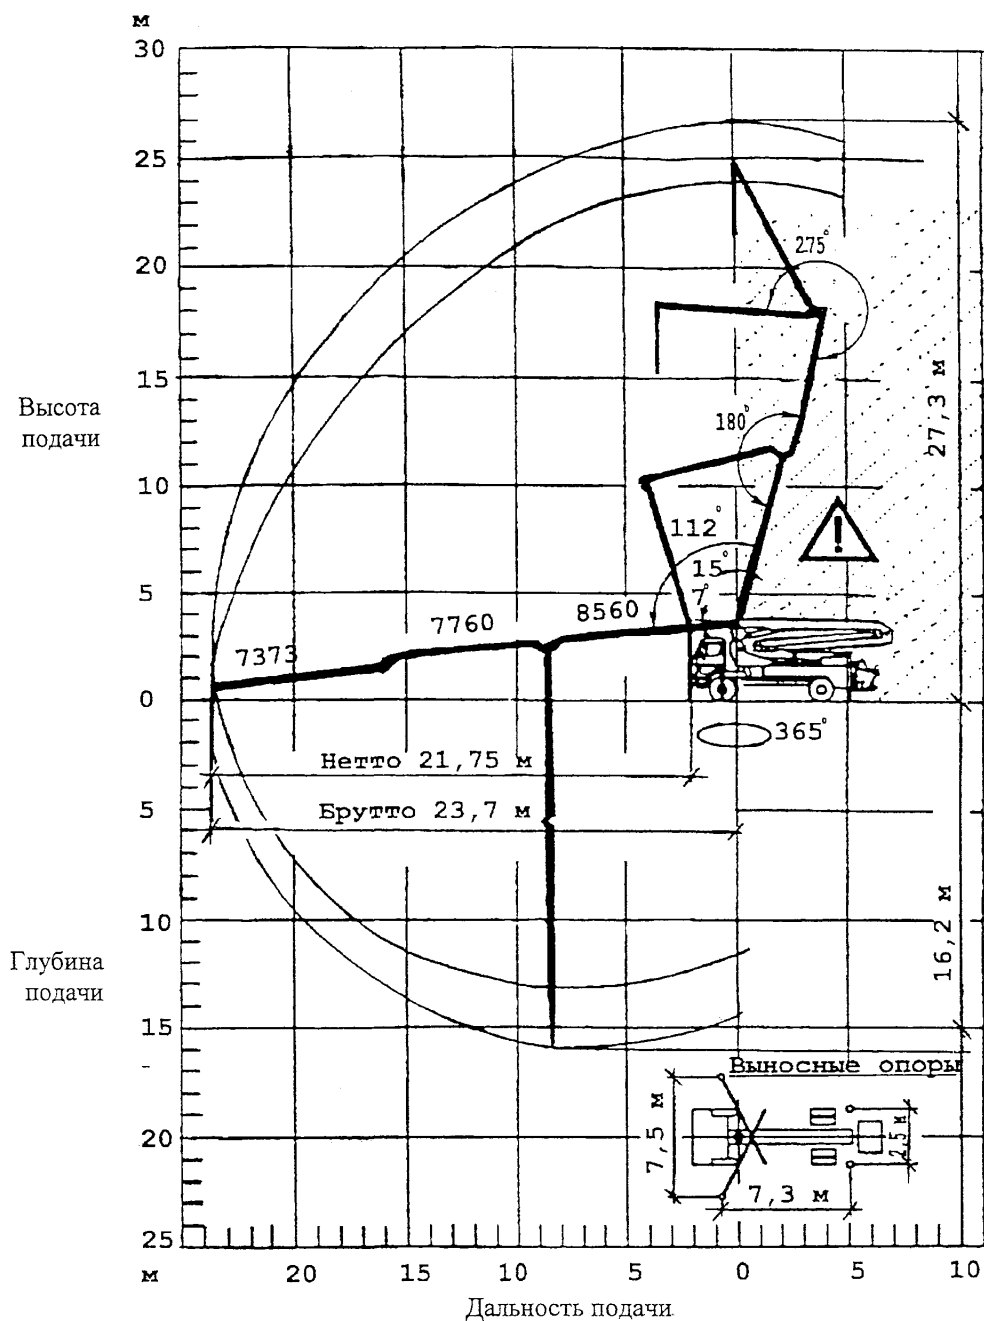 м
30
25
275°
20
27,3 м
15
Высота
подачи
180°
10
112°
15°
5
7°
8560
7760
7373
0
365°
Нетто 21,75 м
5
Брутто 23,7 м
10
16,2 м
Глубина
подачи
15
Выносные опоры
7,5 м
2,5 м
20
7,3 м
25
м
20
10
10
5
0
5
10
Дальность подачи